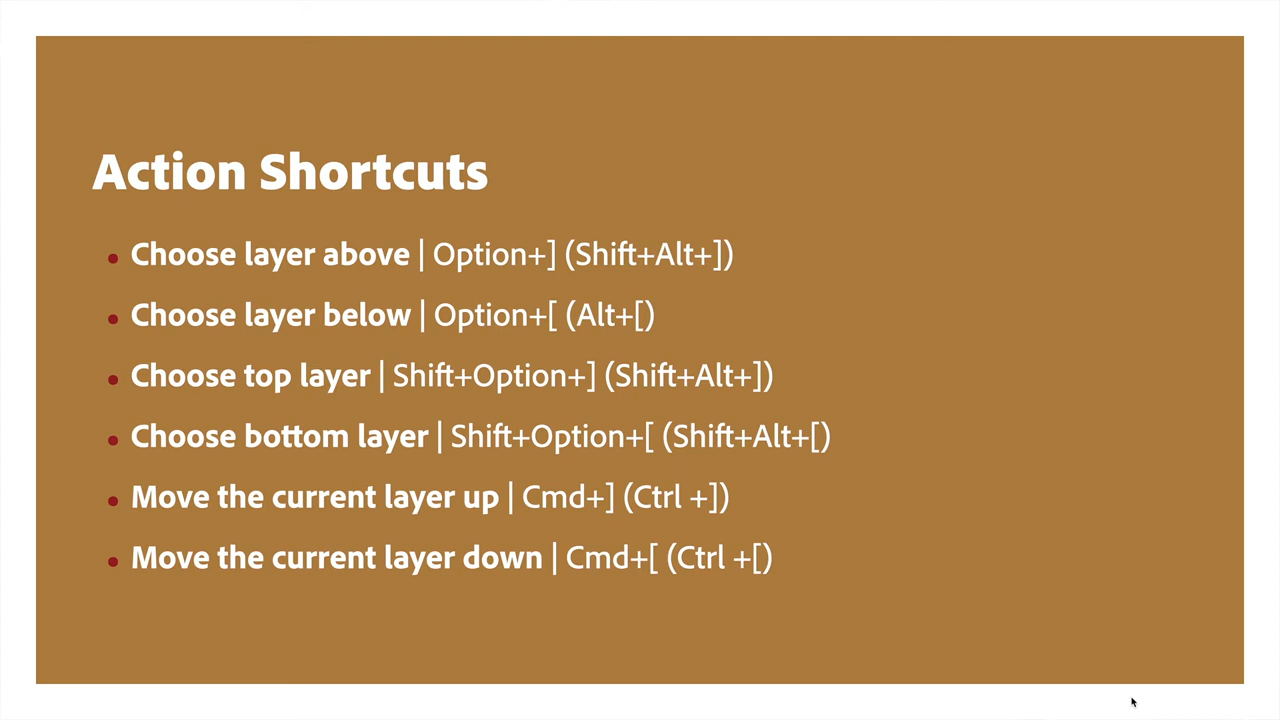 Action Shortcuts
• Choose layer above | Option+] (Shift+Alt+])
• Choose layer below | Option+[ (Alt+[)
• Choose top layer | Shift+Option+] (Shift+Alt+])
• Choose bottom layer | Shift+Option+[ (Shift+Alt+[)
• Move the current layer up | Cmd+] (Ctrl +])
• Move the current layer down | Cmd+[ (Ctrl +[)